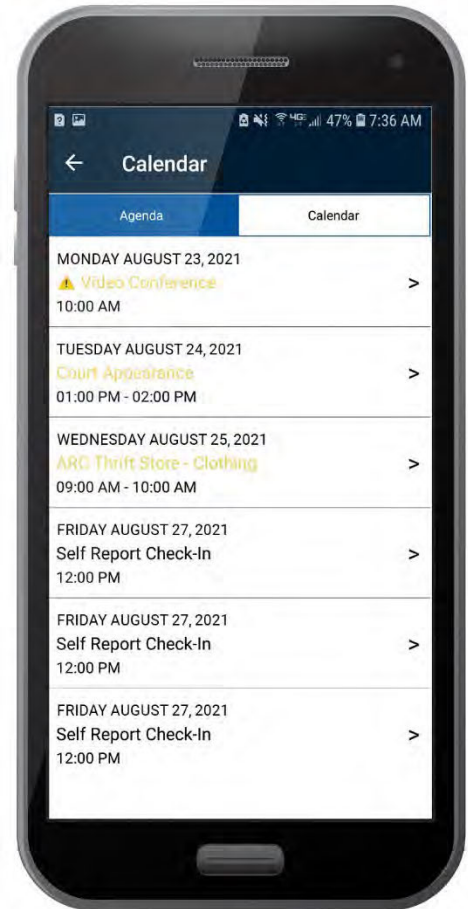 47% 7:36 AM
Calendar
Agenda Calendar
MONDAY AUGUST 23, 2021
Video Conference
10:00 AM
TUESDAY AUGUST 24, 2021
Court Appearance
01:00 PM - 02:00 PM
WEDNESDAY AUGUST 25, 2021
ARC Thrift Store - Clothing
09:00 AM - 10:00 AM
FRIDAY AUGUST 27, 2021
Self Report Check-In
12:00 PM
FRIDAY AUGUST 27, 2021
Self Report Check-In
12:00 PM
FRIDAY AUGUST 27, 2021
Self Report Check-In
12:00 PM